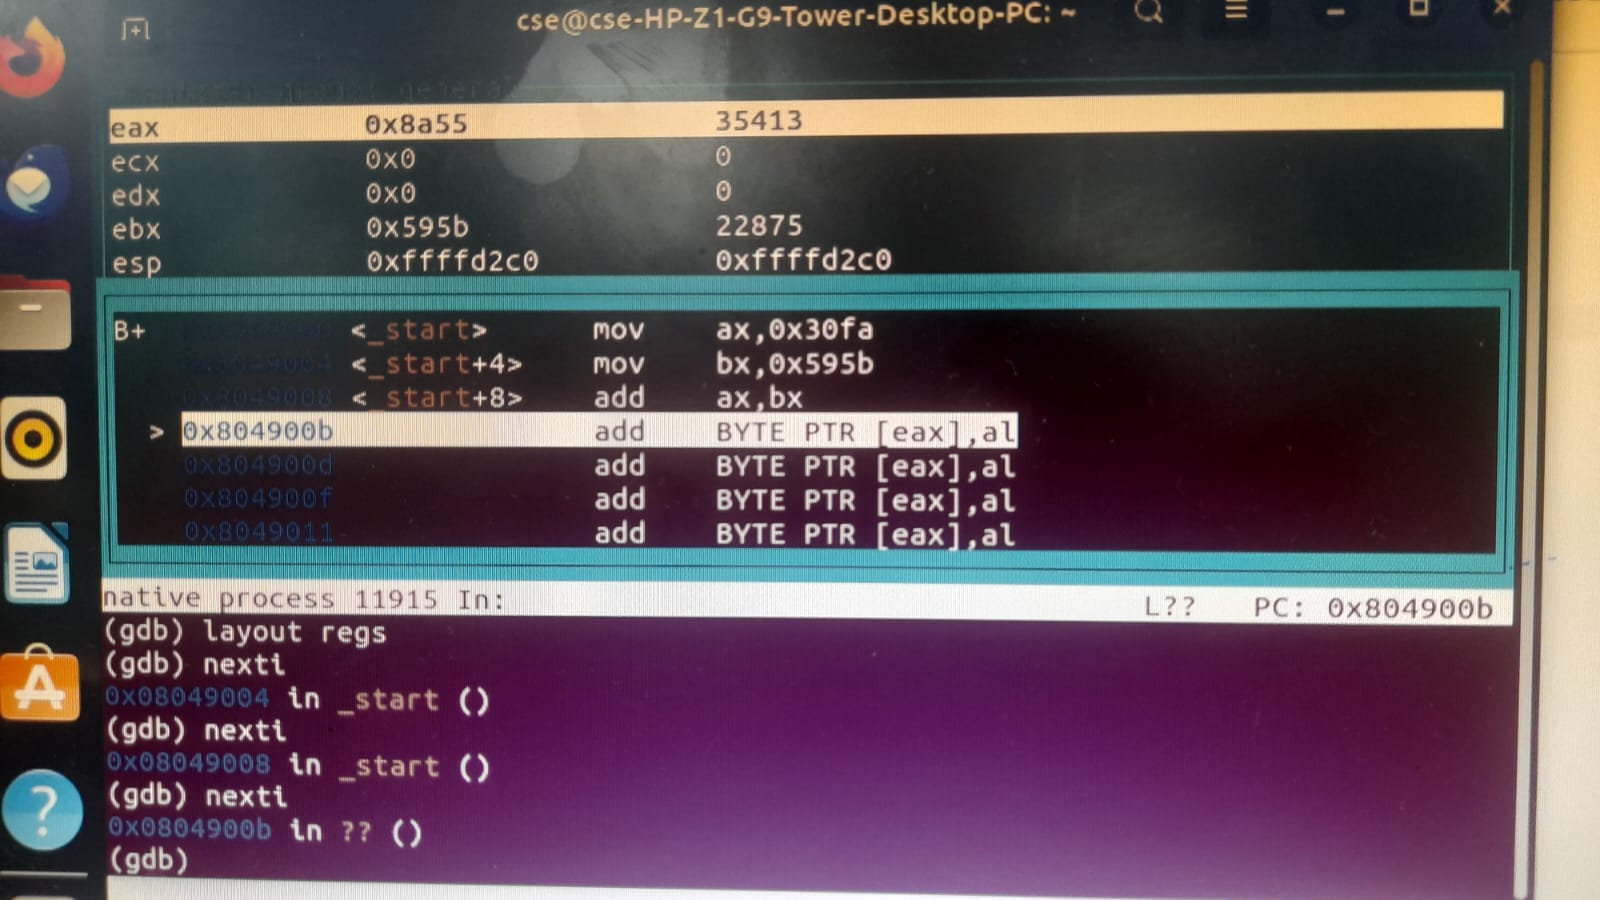 cse@cse-HP-Z1-G9-Tower-Desktop-PC: ~
eax 0x8a55 35413
ecx 0x0 0
edx 0x0 0
ebx 0x595b 22875
esp 0xffffd2c0 0xffffd2c0
B+ <_start> mov ax,0x30fa
0x8049004 <_start+4> mov bx,0x595b
0x8049008 <_start+8> add ax,bx
> 0x804900b add BYTE PTR [eax],al
0x804900d add BYTE PTR [eax],al
0x804900f add BYTE PTR [eax],al
0x8049011 add BYTE PTR [eax],al
native process 11915 In: L?? PC: 0x804900b
(gdb) layout regs
(gdb) nexti
0x08049004 in _start ()
(gdb) nexti
0x08049008 in _start ()
(gdb) nexti
0x0804900b in ?? ()
(gdb)